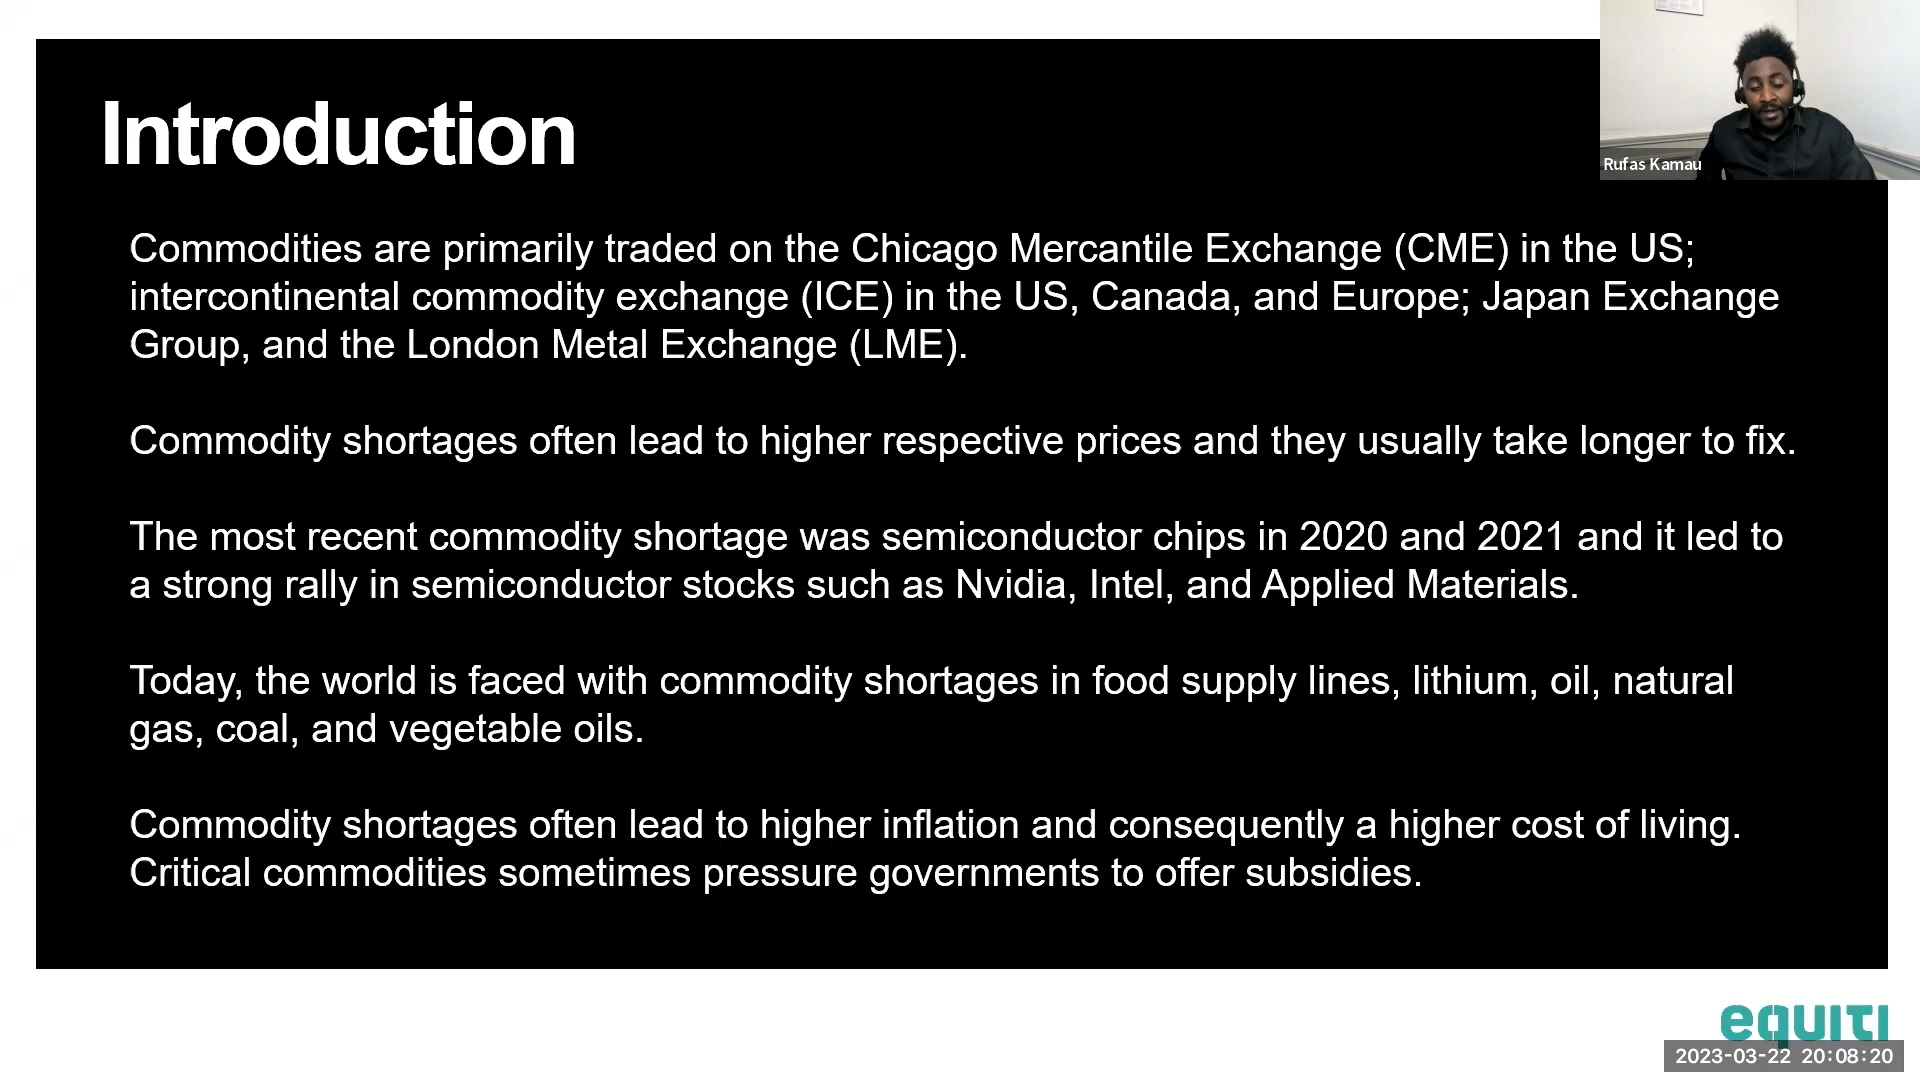 Introduction
Rufas Kamau
Commodities are primarily traded on the Chicago Mercantile Exchange (CME) in the US;
intercontinental commodity exchange (ICE) in the US, Canada, and Europe; Japan Exchange
Group, and the London Metal Exchange (LME).
Commodity shortages often lead to higher respective prices and they usually take longer to fix.
The most recent commodity shortage was semiconductor chips in 2020 and 2021 and it led to
a strong rally in semiconductor stocks such as Nvidia, Intel, and Applied Materials.
Today, the world is faced with commodity shortages in food supply lines, lithium, oil, natural
gas, coal, and vegetable oils.
Commodity shortages often lead to higher inflation and consequently a higher cost of living.
Critical commodities sometimes pressure governments to offer subsidies.
equiti
2023-03-22 20:08:20